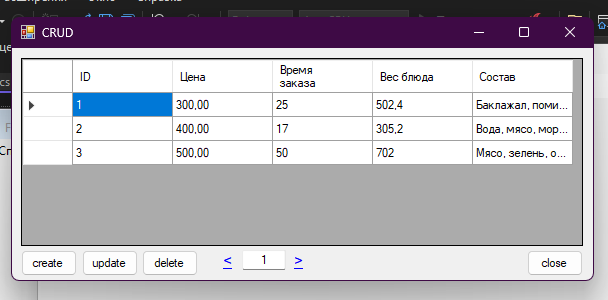 CRUD
ID Цена Время заказа Вес блюда Состав
1 300,00 25 502,4 Баклажал, поми...
2 400,00 17 305,2 Вода, мясо, мор...
3 500,00 50 702 Мясо, зелень, о...
create update delete < 1 > close